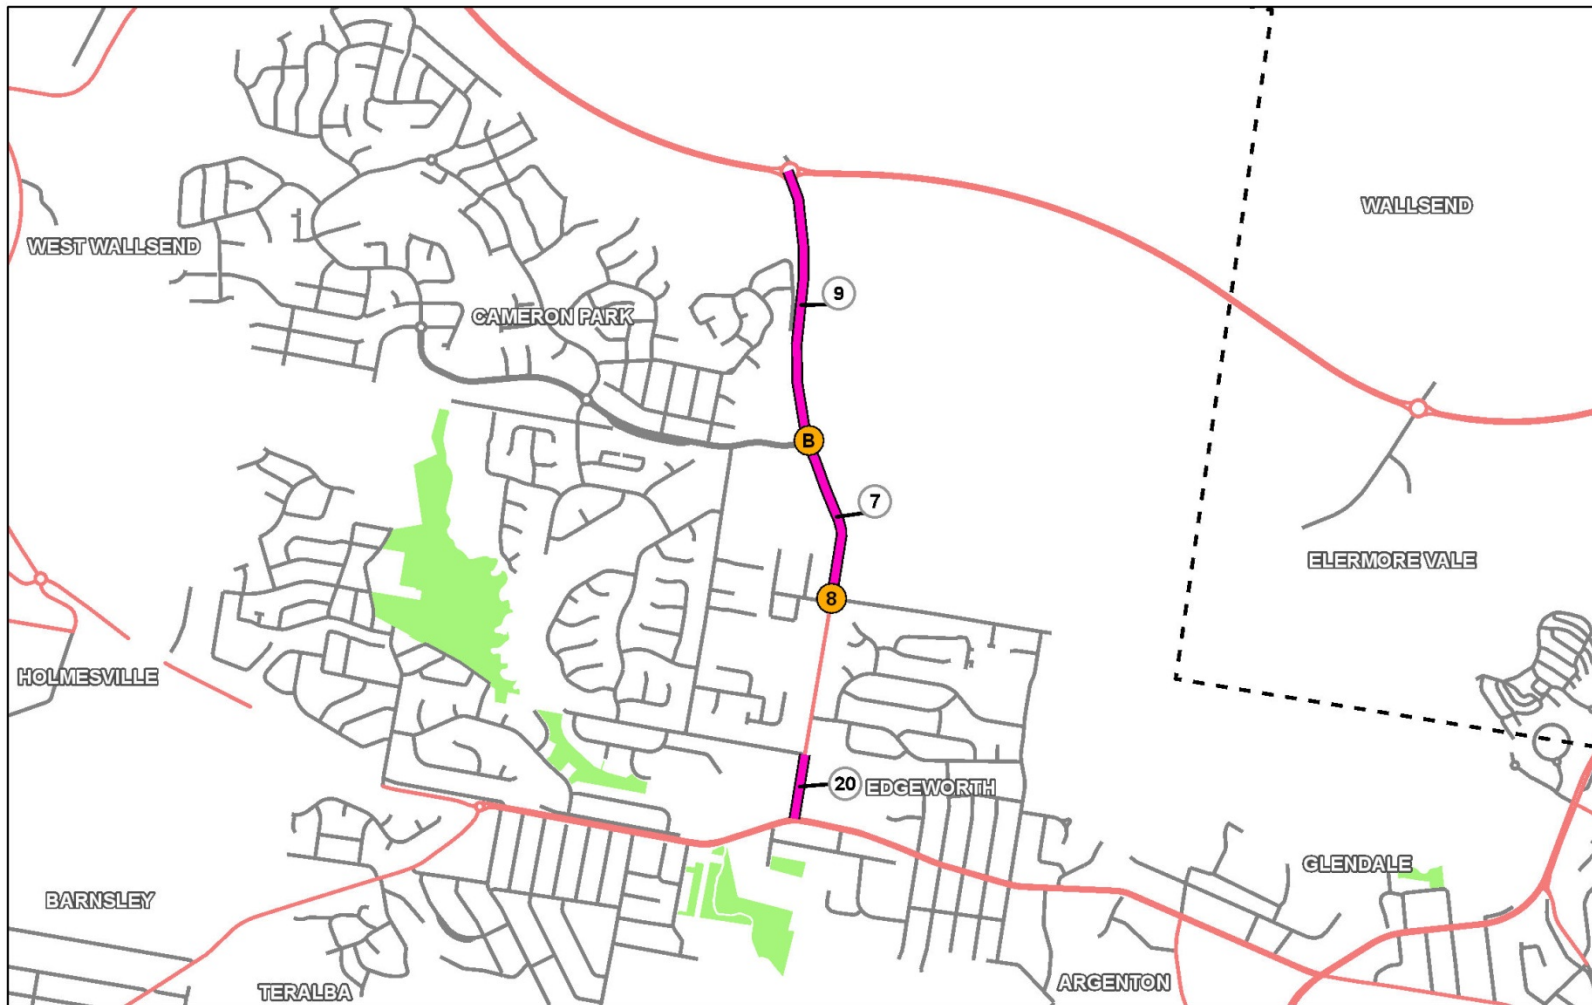 WALLSEND
WEST WALLSEND
9
CAMERON PARK
B
7
ELERMORE VALE
8
HOLMESVILLE
20
EDGEWORTH
GLENDALE
BARNSLEY
ARGENTON
TERALBA